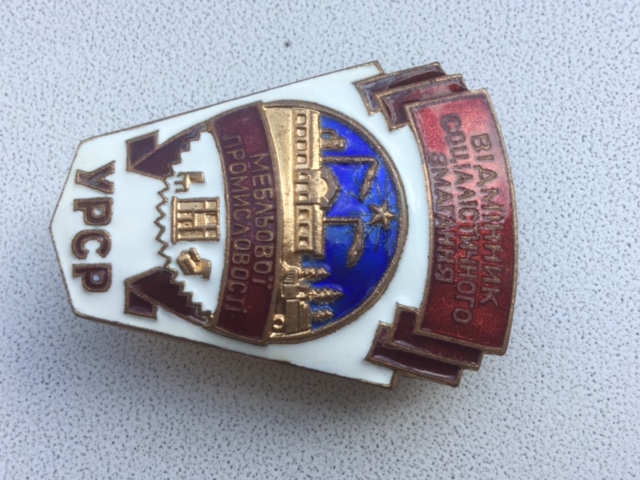 ВІДМІННИК
СОЦІАЛІСТИЧНОГО
ЗМАГАННЯ
МЕБЛЬОВОЇ
ПРОМИСЛОВОСТІ
УРСР